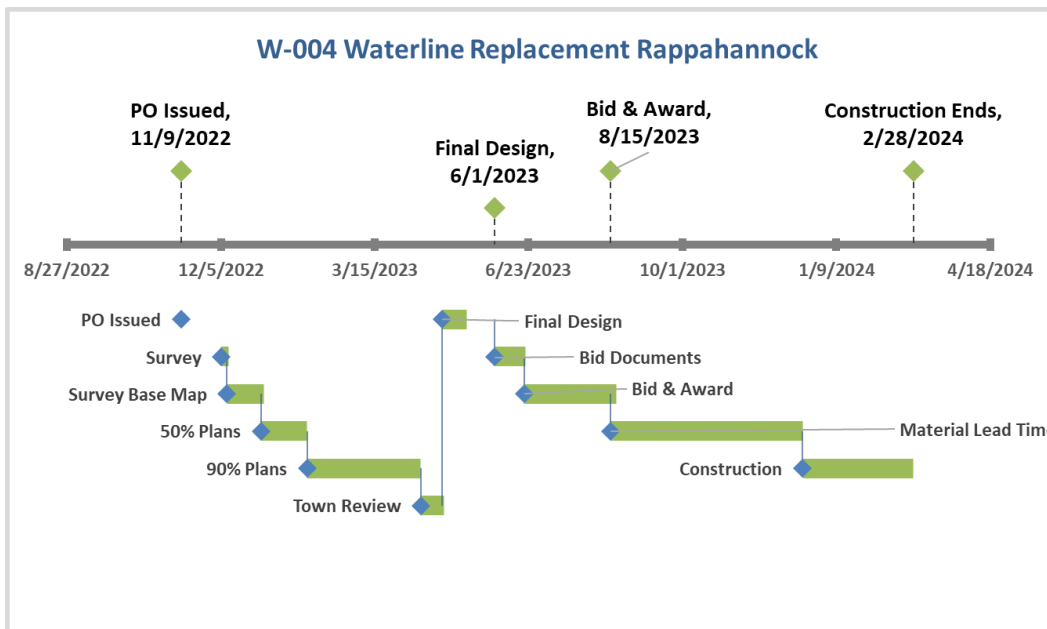 W-004 Waterline Replacement Rappahannock
PO Issued,
11/9/2022
Final Design,
6/1/2023
Bid & Award,
8/15/2023
Construction Ends,
2/28/2024
8/27/2022
12/5/2022
3/15/2023
6/23/2023
10/1/2023
1/9/2024
4/18/2024
PO Issued
Final Design
Survey
Bid Documents
Survey Base Map
Bid & Award
50% Plans
Material Lead Tim
90% Plans
Construction
Town Review